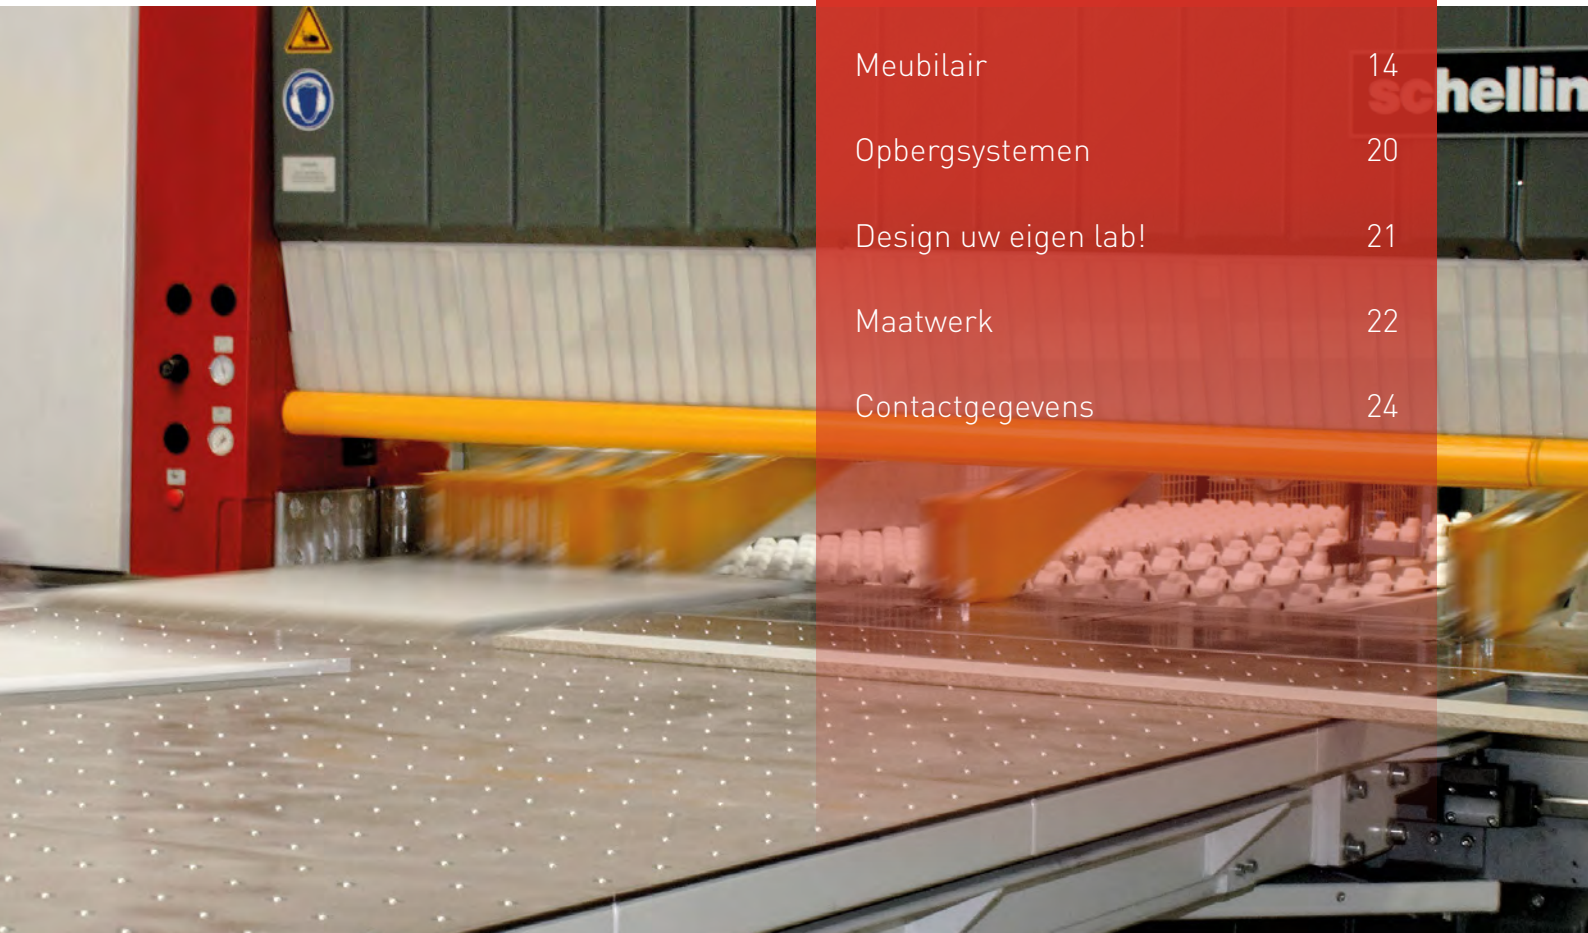 Meubilair 14
schellin
Opbergsystemen 20
Design uw eigen lab! 21
Maatwerk 22
Contactgegevens 24